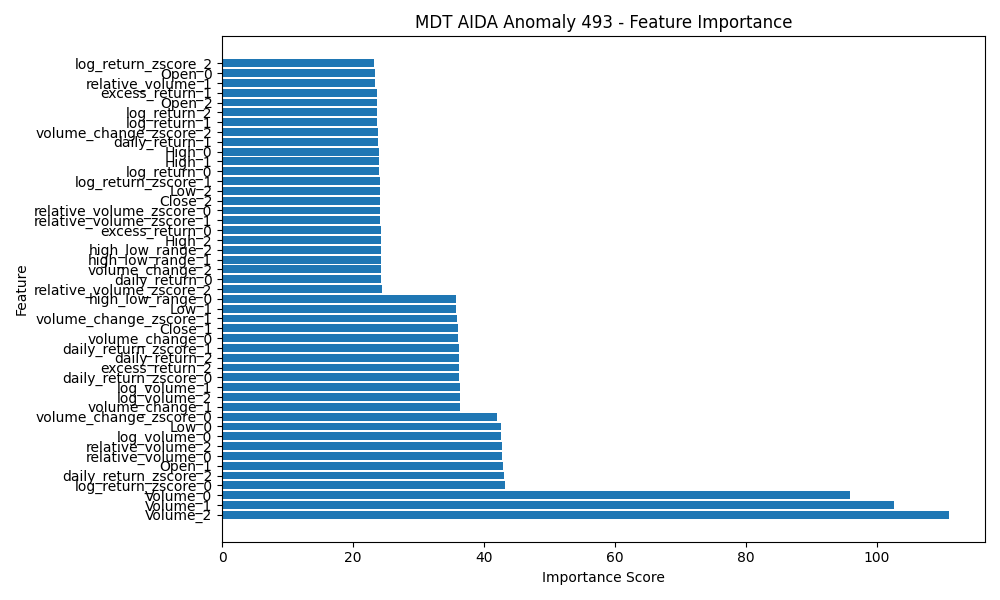 MDT AIDA Anomaly 493 - Feature Importance
log_return_zscore_2
Open_0
relative_volume_1
excess_return_1
Open_2
log_return_2
log_return_1
volume_change_zscore_2
daily_return_1
High_0
High_1
log_return_0
log_return_zscore_1
Low_2
Close_2
relative_volume_zscore_0
relative_volume_zscore_1
excess_return_0
High_2
high_low_range_2
high_low_range_1
volume_change_2
daily_return_0
relative_volume_zscore_2
high_low_range_0
Low_1
volume_change_zscore_1
Close_1
volume_change_0
daily_return_zscore_1
daily_return_2
excess_return_2
daily_return_zscore_0
log_volume_1
log_volume_2
volume_change_1
volume_change_zscore_0
Low_0
log_volume_0
relative_volume_2
relative_volume_0
Open_1
daily_return_zscore_2
log_return_zscore_0
Volume_0
Volume_1
Volume_2
Feature
0 20 40 60 80 100
Importance Score